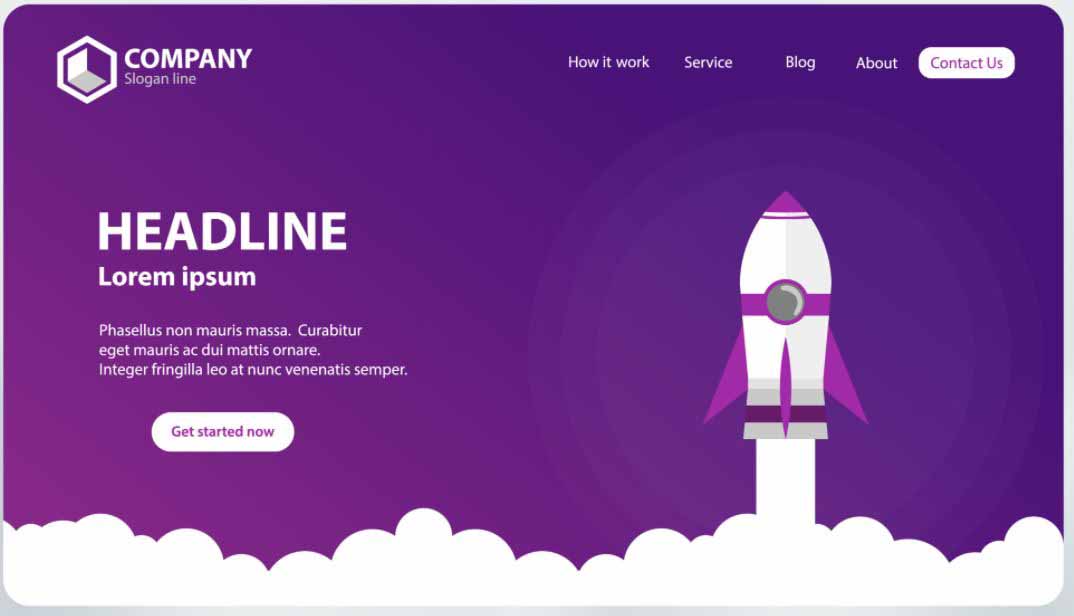 COMPANY
Slogan line
How it work
Service
Blog
About
Contact Us
HEADLINE
Lorem ipsum
Phasellus non mauris massa.  Curabitur
eget mauris ac dui mattis ornare.
Integer fringilla leo at nunc venenatis semper.
Get started now